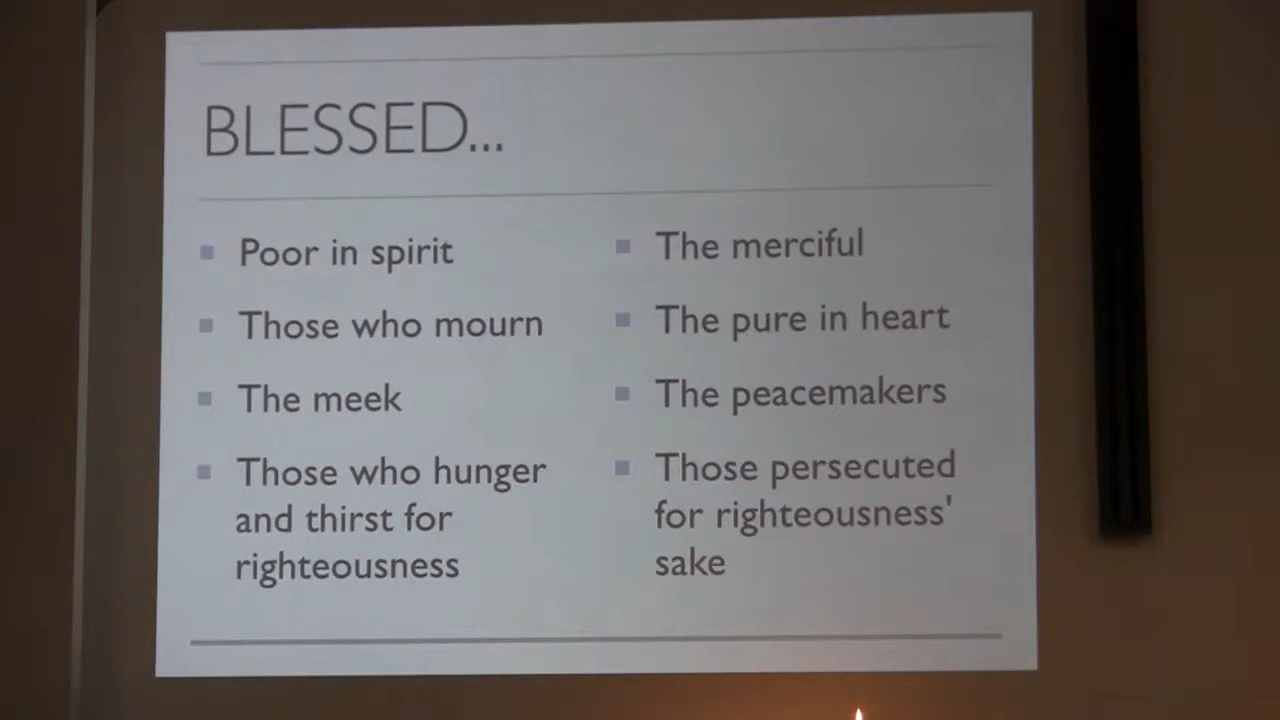 BLESSED...
Poor in spirit
Those who mourn
The meek
Those who hunger
and thirst for
righteousness
The merciful
The pure in heart
The peacemakers
Those persecuted
for righteousness'
sake